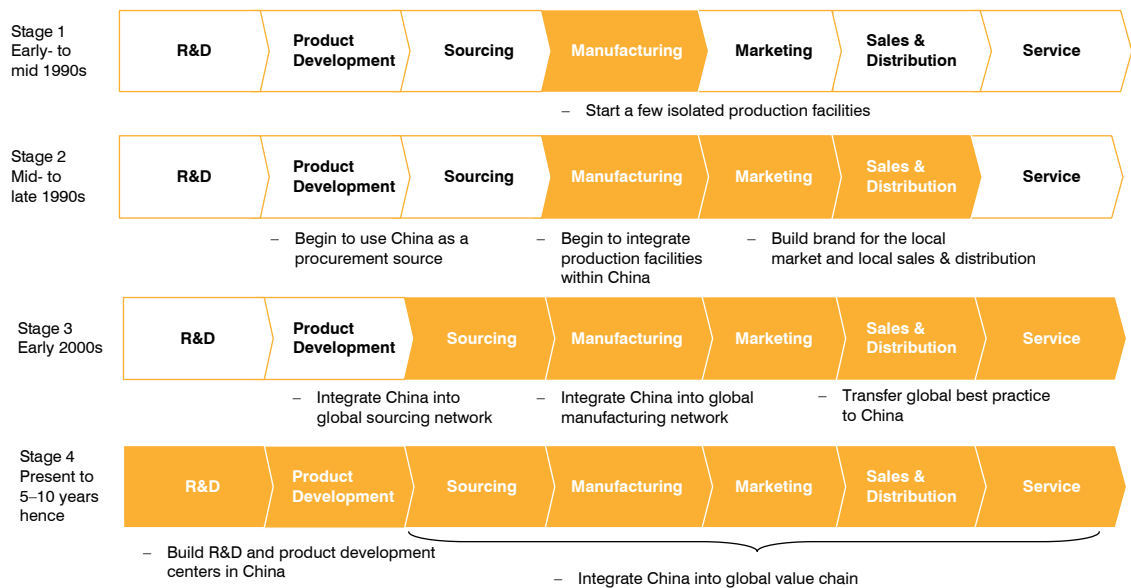 Stage 1
Early- to
mid 1990s
R&D
Product
Development
Sourcing
Manufacturing
Marketing
Sales &
Distribution
Service
– Start a few isolated production facilities
Stage 2
Mid- to
late 1990s
R&D
Product
Development
Sourcing
Manufacturing
Marketing
Sales &
Distribution
Service
– Begin to use China as a
procurement source
– Begin to integrate
production facilities
within China
– Build brand for the local
market and local sales & distribution
Stage 3
Early 2000s
R&D
Product
Development
Sourcing
Manufacturing
Marketing
Sales &
Distribution
Service
– Integrate China into
global sourcing network
– Integrate China into global
manufacturing network
– Transfer global best practice
to China
Stage 4
Present to
5–10 years
hence
R&D
Product
Development
Sourcing
Manufacturing
Marketing
Sales &
Distribution
Service
– Build R&D and product development
centers in China
– Integrate China into global value chain